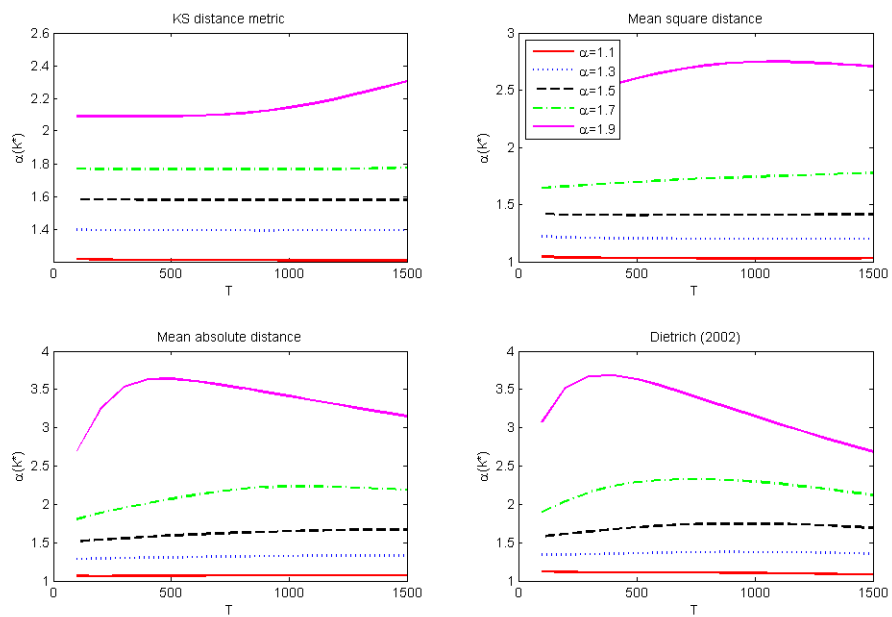 KS distance metric
2.6
2.4
2.2
2
1.8
1.6
1.4
α(k*)
0
500
1000
1500
T
Mean square distance
3
2.5
2
1.5
1
α(k*)
α=1.1
α=1.3
α=1.5
α=1.7
α=1.9
0
500
1000
1500
T
Mean absolute distance
4
3.5
3
2.5
2
1.5
1
α(k*)
0
500
1000
1500
T
Dietrich (2002)
4
3.5
3
2.5
2
1.5
1
α(k*)
0
500
1000
1500
T